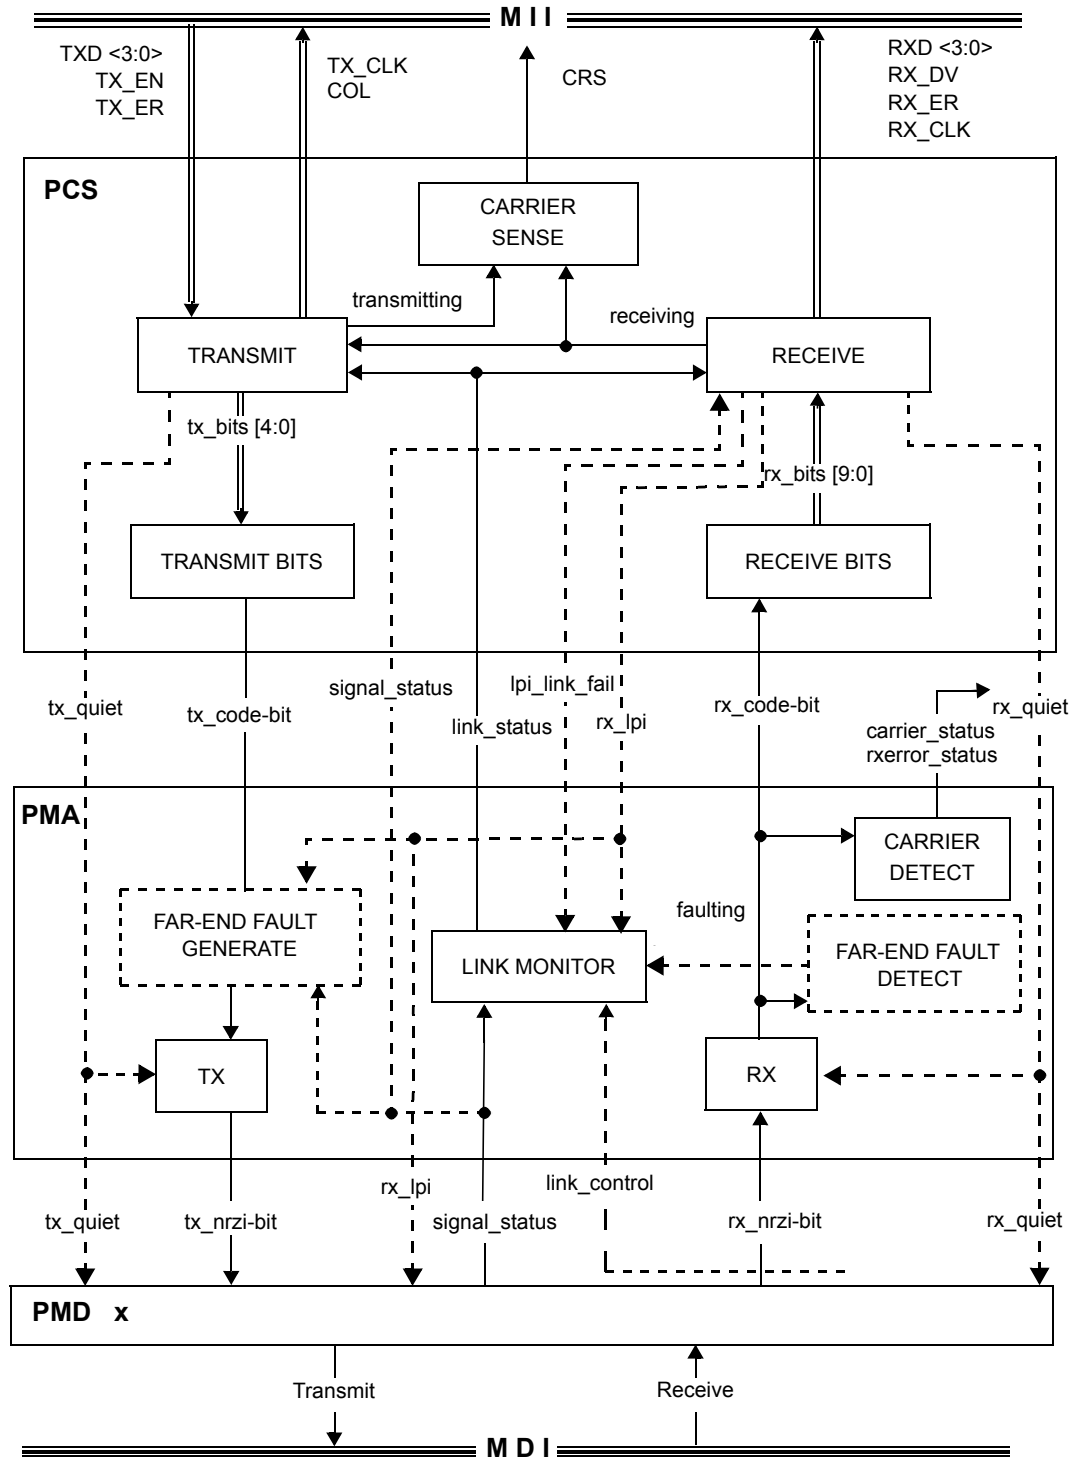 M I I
TXD <3:0>
TX_EN
TX_ER
TX_CLK
COL
CRS
RXD <3:0>
RX_DV
RX_ER
RX_CLK
PCS
CARRIER
SENSE
transmitting
receiving
TRANSMIT
RECEIVE
tx_bits [4:0]
rx_bits [9:0]
TRANSMIT BITS
RECEIVE BITS
tx_quiet
tx_code-bit
signal_status
link_status
lpi_link_fail
rx_lpi
rx_code-bit
rx_quiet
carrier_status
rxerror_status
PMA
CARRIER
DETECT
FAR-END FAULT
GENERATE
faulting
LINK MONITOR
FAR-END FAULT
DETECT
TX
RX
tx_quiet
tx_nrzi-bit
rx_lpi
signal_status
link_control
rx_nrzi-bit
rx_quiet
PMD x
Transmit
Receive
M D I